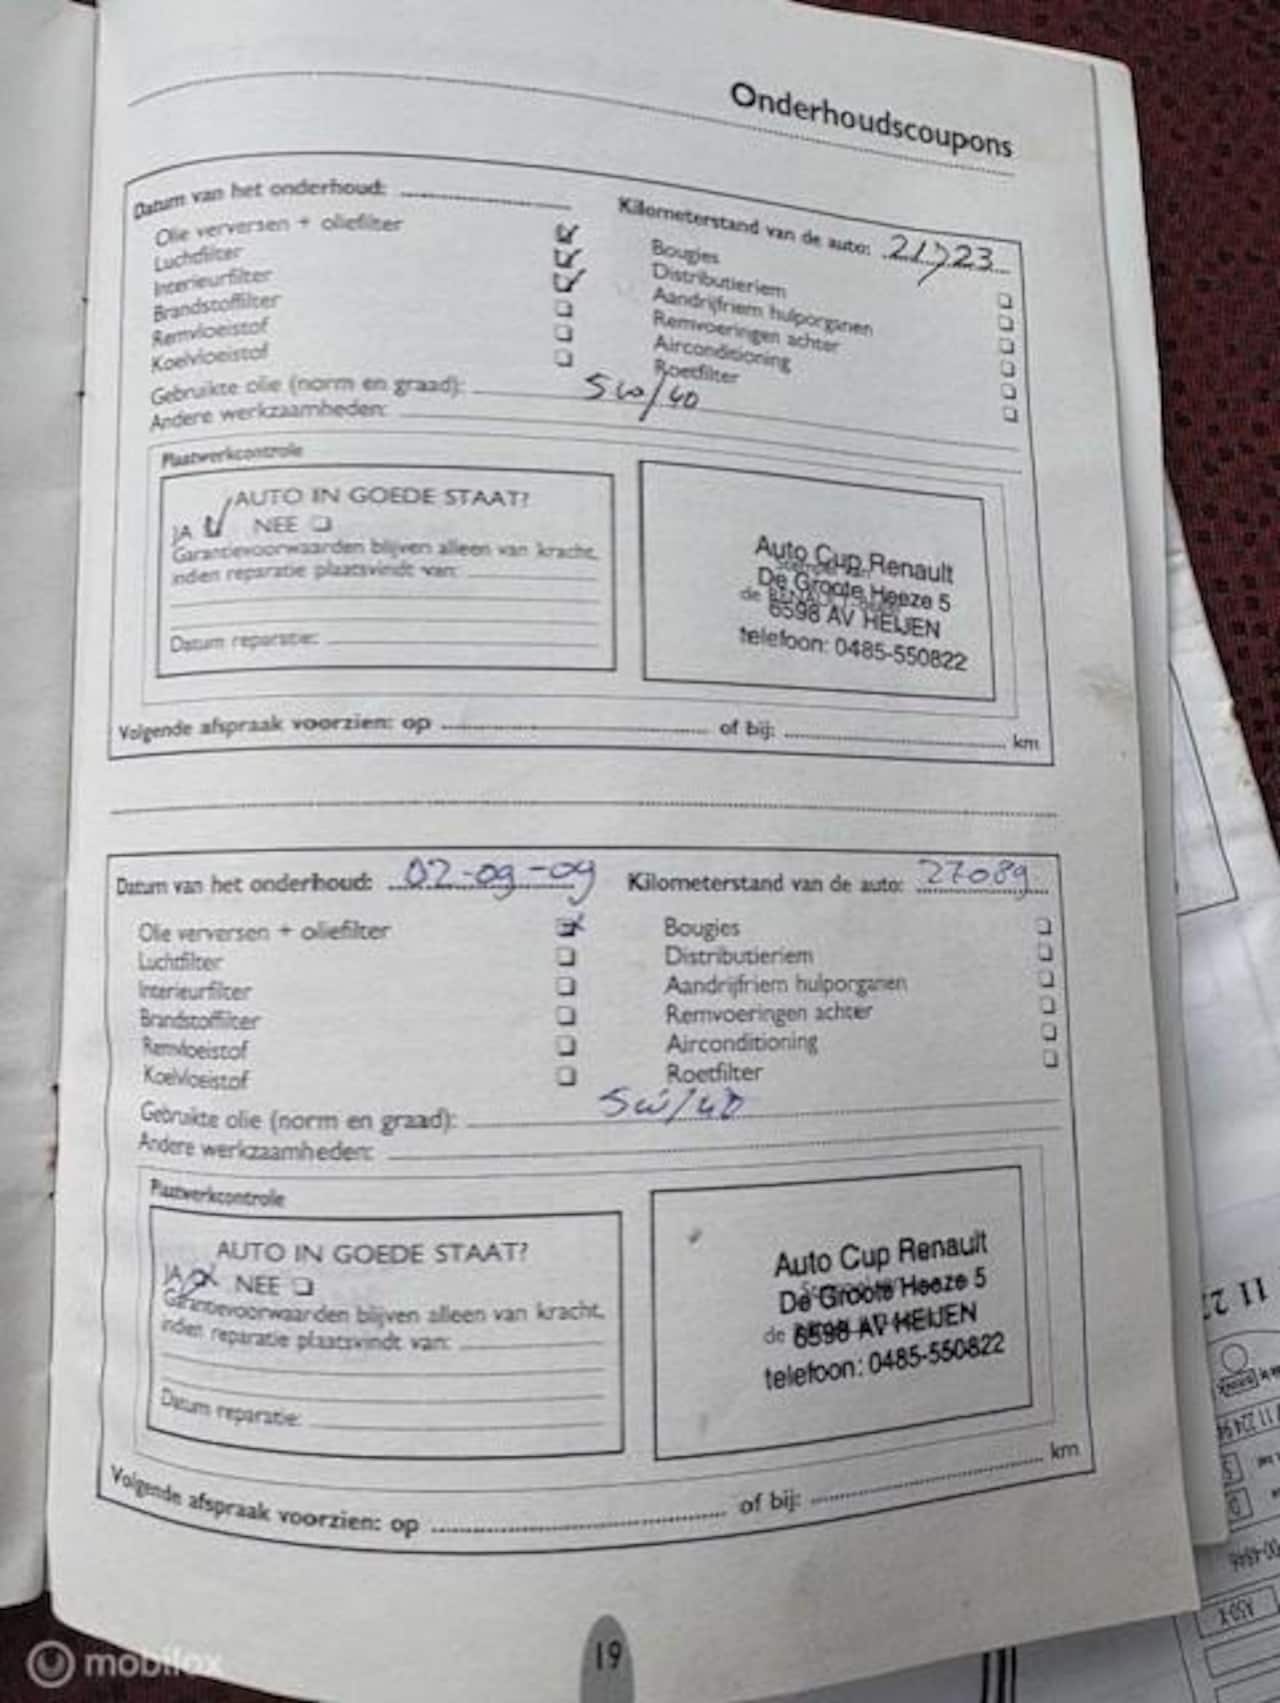 Onderhoudscoupons
Datum van het onderhoud:
Kilometerstand van de auto: 21723
Olie verversen + oliefilter
Luchtfilter
Interieurfilter
Brandstoffilter
Remvloeistof
Koelvloeistof
Bougies
Distributieriem
Aandrijfriem hulporganen
Remvoeringen achter
Airconditioning
Roetfilter
Gebruikte olie (norm en graad): 5w/40
Andere werkzaamheden:
Plaatwerkcontrole
AUTO IN GOEDE STAAT?
JA NEE
Garantievoorwaarden blijven alleen van kracht,
indien reparatie plaatsvindt van:
Datum reparatie:
Auto Cup Renault
De Groote Heeze 5
de 6598 AV HEIJEN
telefoon: 0485-550822
Volgende afspraak voorzien: op of bij: km
Datum van het onderhoud: 02-09-09
Kilometerstand van de auto: 27089
Olie verversen + oliefilter
Luchtfilter
Interieurfilter
Brandstoffilter
Remvloeistof
Koelvloeistof
Bougies
Distributieriem
Aandrijfriem hulporganen
Remvoeringen achter
Airconditioning
Roetfilter
Gebruikte olie (norm en graad): 5w/40
Andere werkzaamheden:
Plaatwerkcontrole
AUTO IN GOEDE STAAT?
JA NEE
Garantievoorwaarden blijven alleen van kracht,
indien reparatie plaatsvindt van:
Datum reparatie:
Auto Cup Renault
De Groote Heeze 5
de 6598 AV HEIJEN
telefoon: 0485-550822
Volgende afspraak voorzien: op of bij: km
19
mobilox